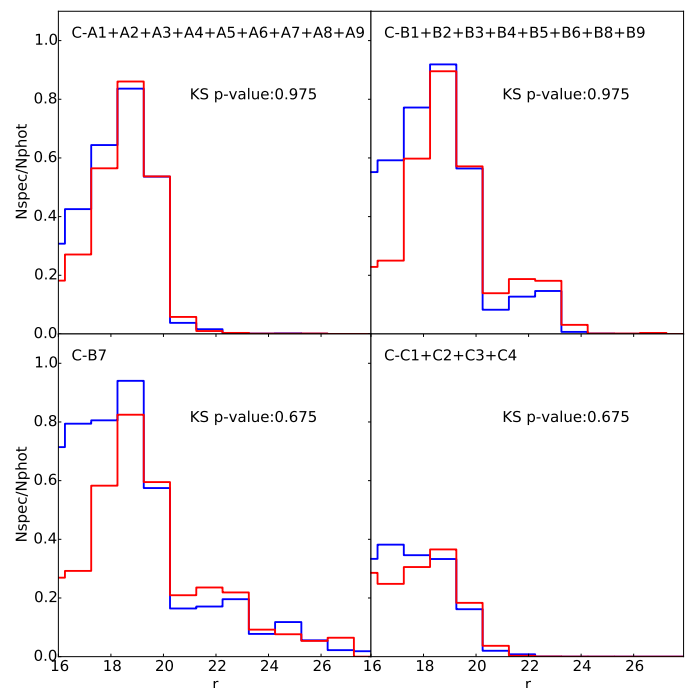 C-A1+A2+A3+A4+A5+A6+A7+A8+A9
KS p-value:0.975
Nspec/Nphot
1.0
0.8
0.6
0.4
0.2
0.0
C-B1+B2+B3+B4+B5+B6+B8+B9
KS p-value:0.975
C-B7
KS p-value:0.675
Nspec/Nphot
1.0
0.8
0.6
0.4
0.2
0.0
16 18 20 22 24 26
r
C-C1+C2+C3+C4
KS p-value:0.675
16 18 20 22 24 26
r